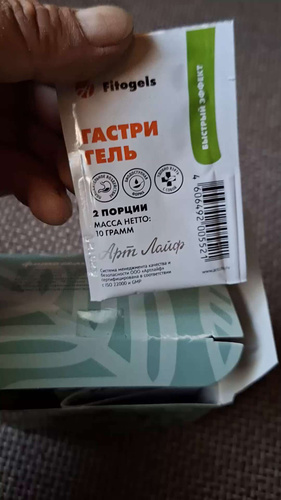 Fitogels
ГАСТРИ
ГЕЛЬ
БЫСТРЫЙ ЭФФЕКТ
2 ПОРЦИИ
МАССА НЕТТО:
10 ГРАММ
Арт Лайф
Система менеджмента качества и
безопасности ООО «Артлайф»
сертифицирована в соответствии
ISO 22000 и GMP